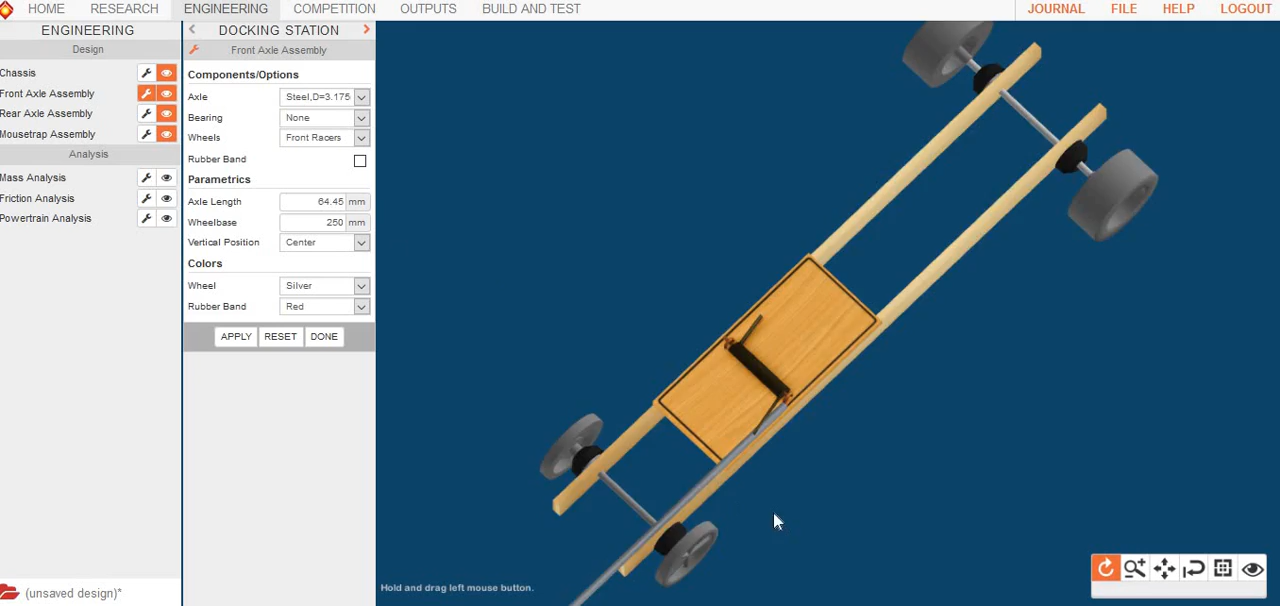 HOME RESEARCH ENGINEERING COMPETITION OUTPUTS BUILD AND TEST JOURNAL FILE HELP LOGOUT
ENGINEERING
Design
Chassis
Front Axle Assembly
Rear Axle Assembly
Mousetrap Assembly
Analysis
Mass Analysis
Friction Analysis
Powertrain Analysis
(unsaved design)*
DOCKING STATION
Front Axle Assembly
Components/Options
Axle Steel,D=3.175
Bearing None
Wheels Front Racers
Rubber Band
Parametrics
Axle Length 64.45 mm
Wheelbase 250 mm
Vertical Position Center
Colors
Wheel Silver
Rubber Band Red
APPLY RESET DONE
Hold and drag left mouse button.